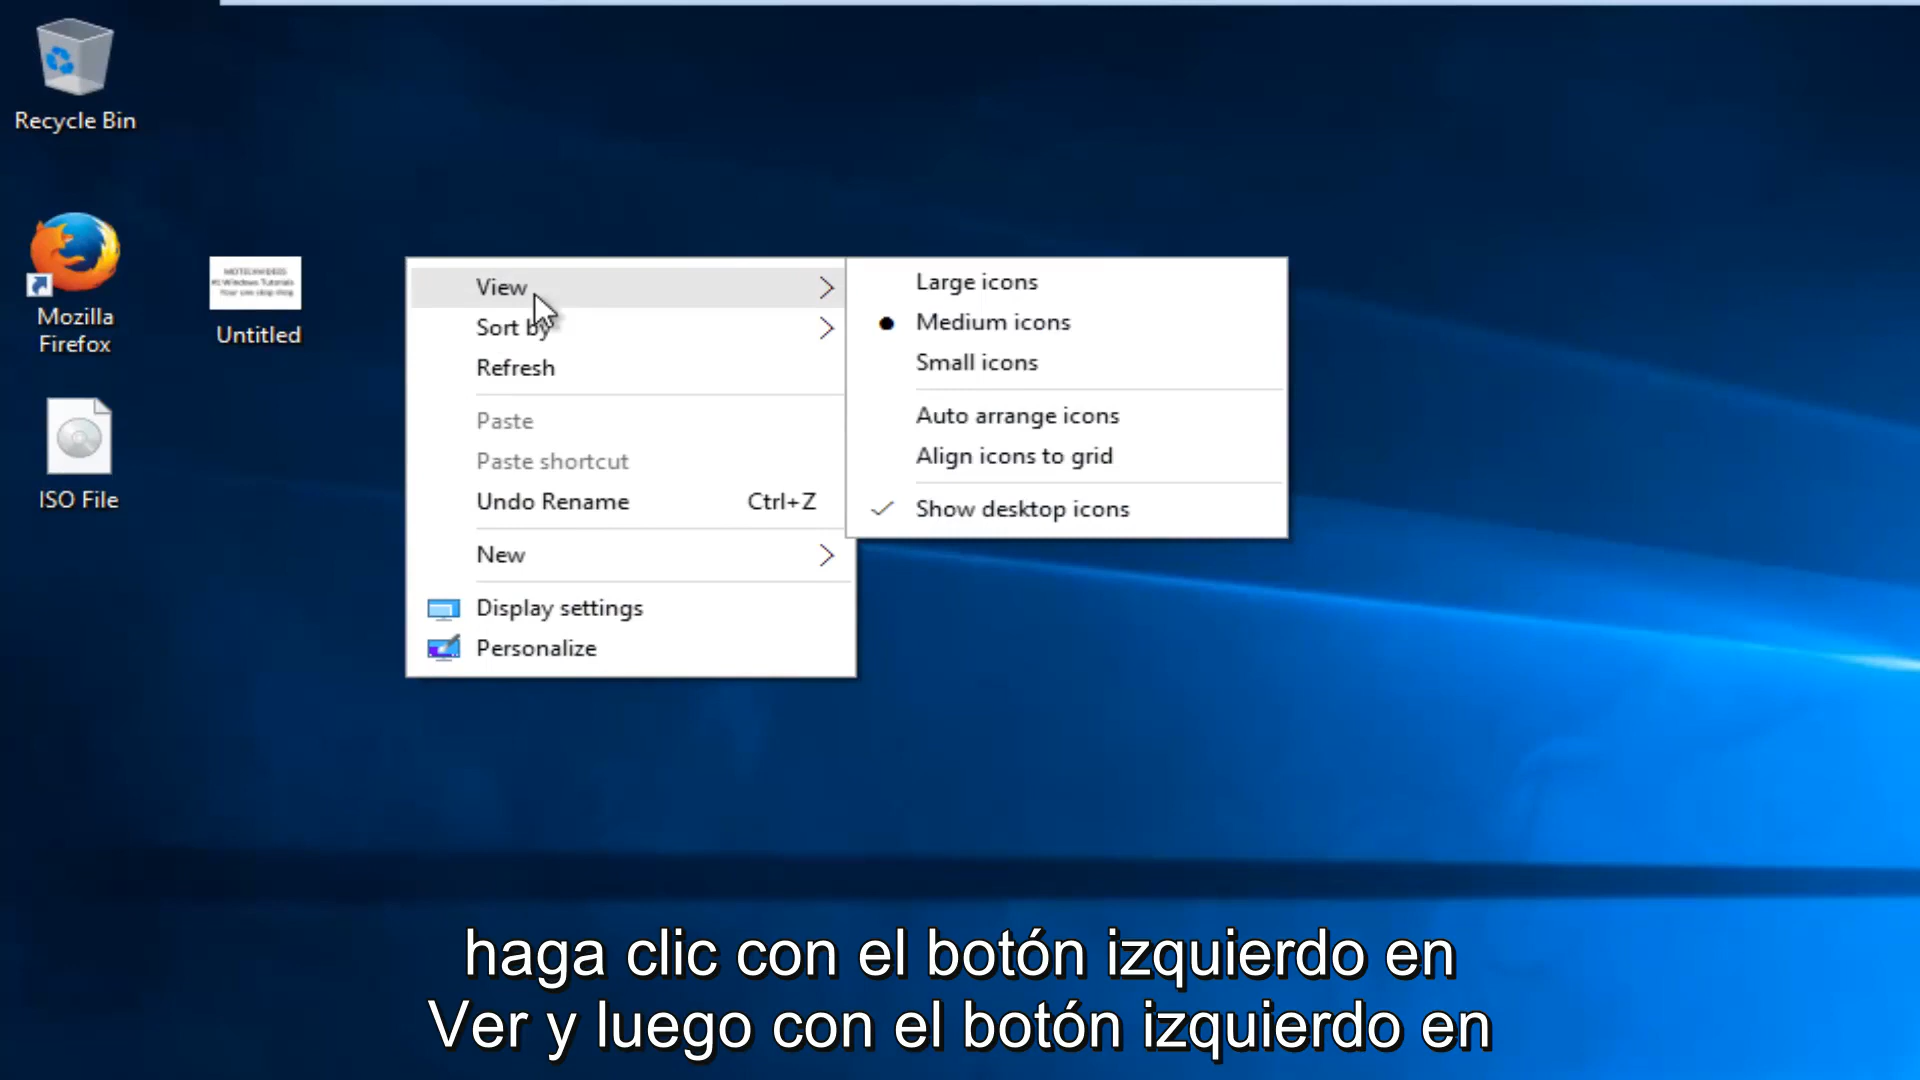 Recycle Bin
Mozilla
Firefox
Untitled
ISO File
View
Sort by
Refresh
Paste
Paste shortcut
Undo Rename Ctrl+Z
New
Display settings
Personalize
Large icons
Medium icons
Small icons
Auto arrange icons
Align icons to grid
Show desktop icons
haga clic con el botón izquierdo en
Ver y luego con el botón izquierdo en